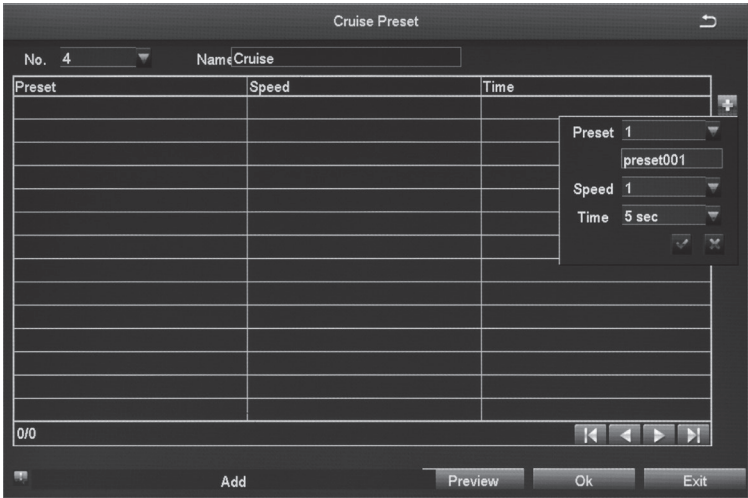 Cruise Preset
No. 4 Name Cruise
Preset Speed Time
Preset 1
preset001
Speed 1
Time 5 sec
0/0
Add Preview Ok Exit